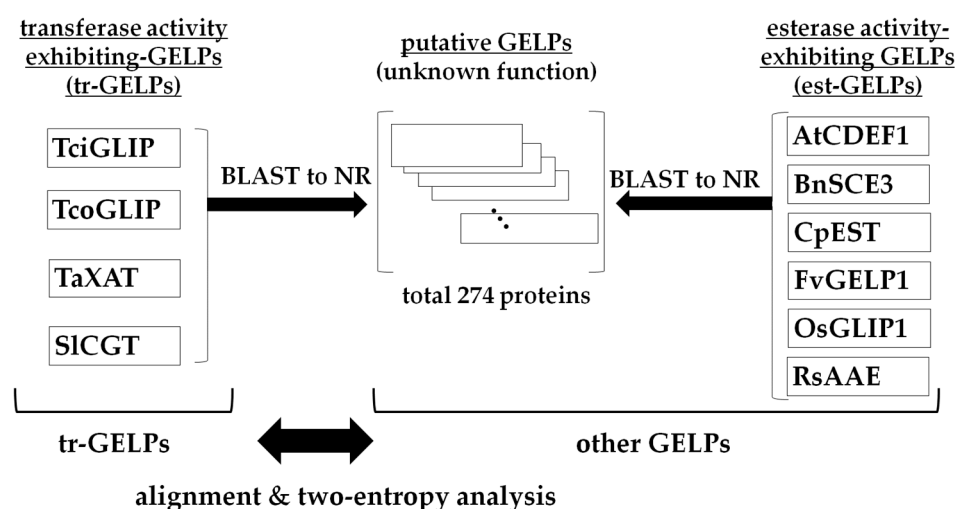 transferase activity
exhibiting-GELPs
(tr-GELPs)
TciGLIP
TcoGLIP
TaXAT
SlCGT
BLAST to NR
putative GELPs
(unknown function)
total 274 proteins
BLAST to NR
esterase activity-
exhibiting GELPs
(est-GELPs)
AtCDEF1
BnSCE3
CpEST
FvGELP1
OsGLIP1
RsAAE
tr-GELPs
other GELPs
alignment & two-entropy analysis